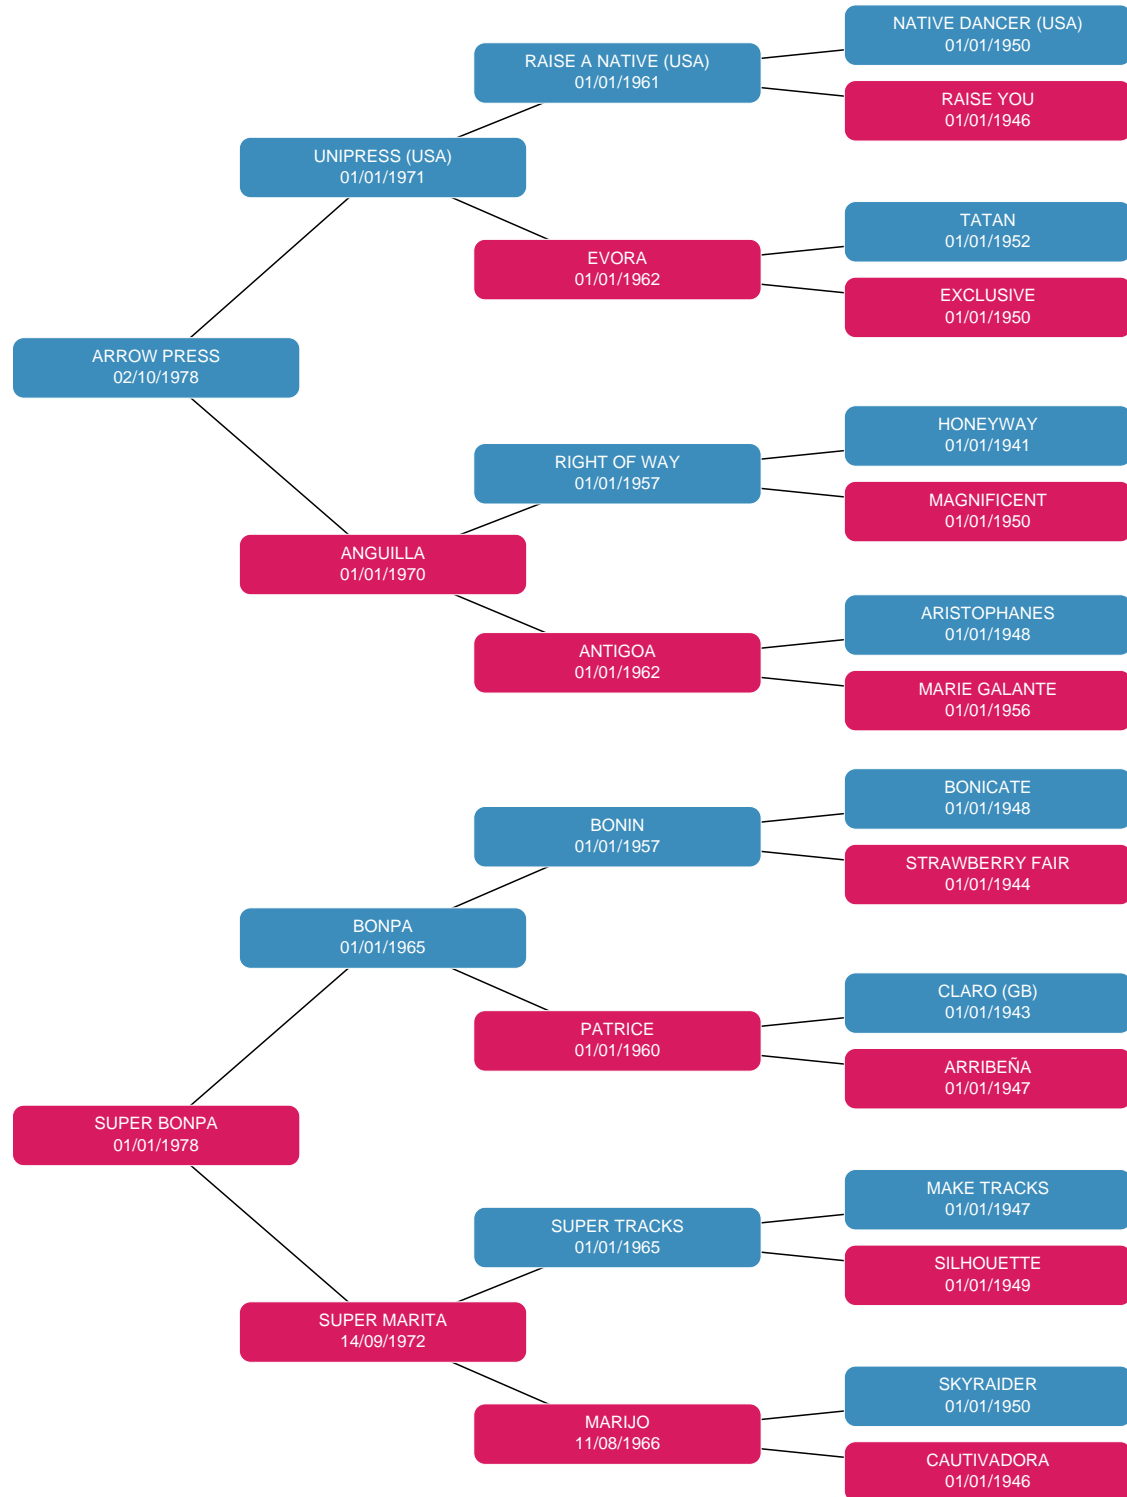 NATIVE DANCER (USA)
01/01/1950
RAISE A NATIVE (USA)
01/01/1961
RAISE YOU
01/01/1946
UNIPRESS (USA)
01/01/1971
TATAN
01/01/1952
EVORA
01/01/1962
EXCLUSIVE
01/01/1950
ARROW PRESS
02/10/1978
HONEYWAY
01/01/1941
RIGHT OF WAY
01/01/1957
MAGNIFICENT
01/01/1950
ANGUILLA
01/01/1970
ARISTOPHANES
01/01/1948
ANTIGOA
01/01/1962
MARIE GALANTE
01/01/1956
BONICATE
01/01/1948
BONIN
01/01/1957
STRAWBERRY FAIR
01/01/1944
BONPA
01/01/1965
CLARO (GB)
01/01/1943
PATRICE
01/01/1960
ARRIBEÑA
01/01/1947
SUPER BONPA
01/01/1978
MAKE TRACKS
01/01/1947
SUPER TRACKS
01/01/1965
SILHOUETTE
01/01/1949
SUPER MARITA
14/09/1972
SKYRAIDER
01/01/1950
MARIJO
11/08/1966
CAUTIVADORA
01/01/1946